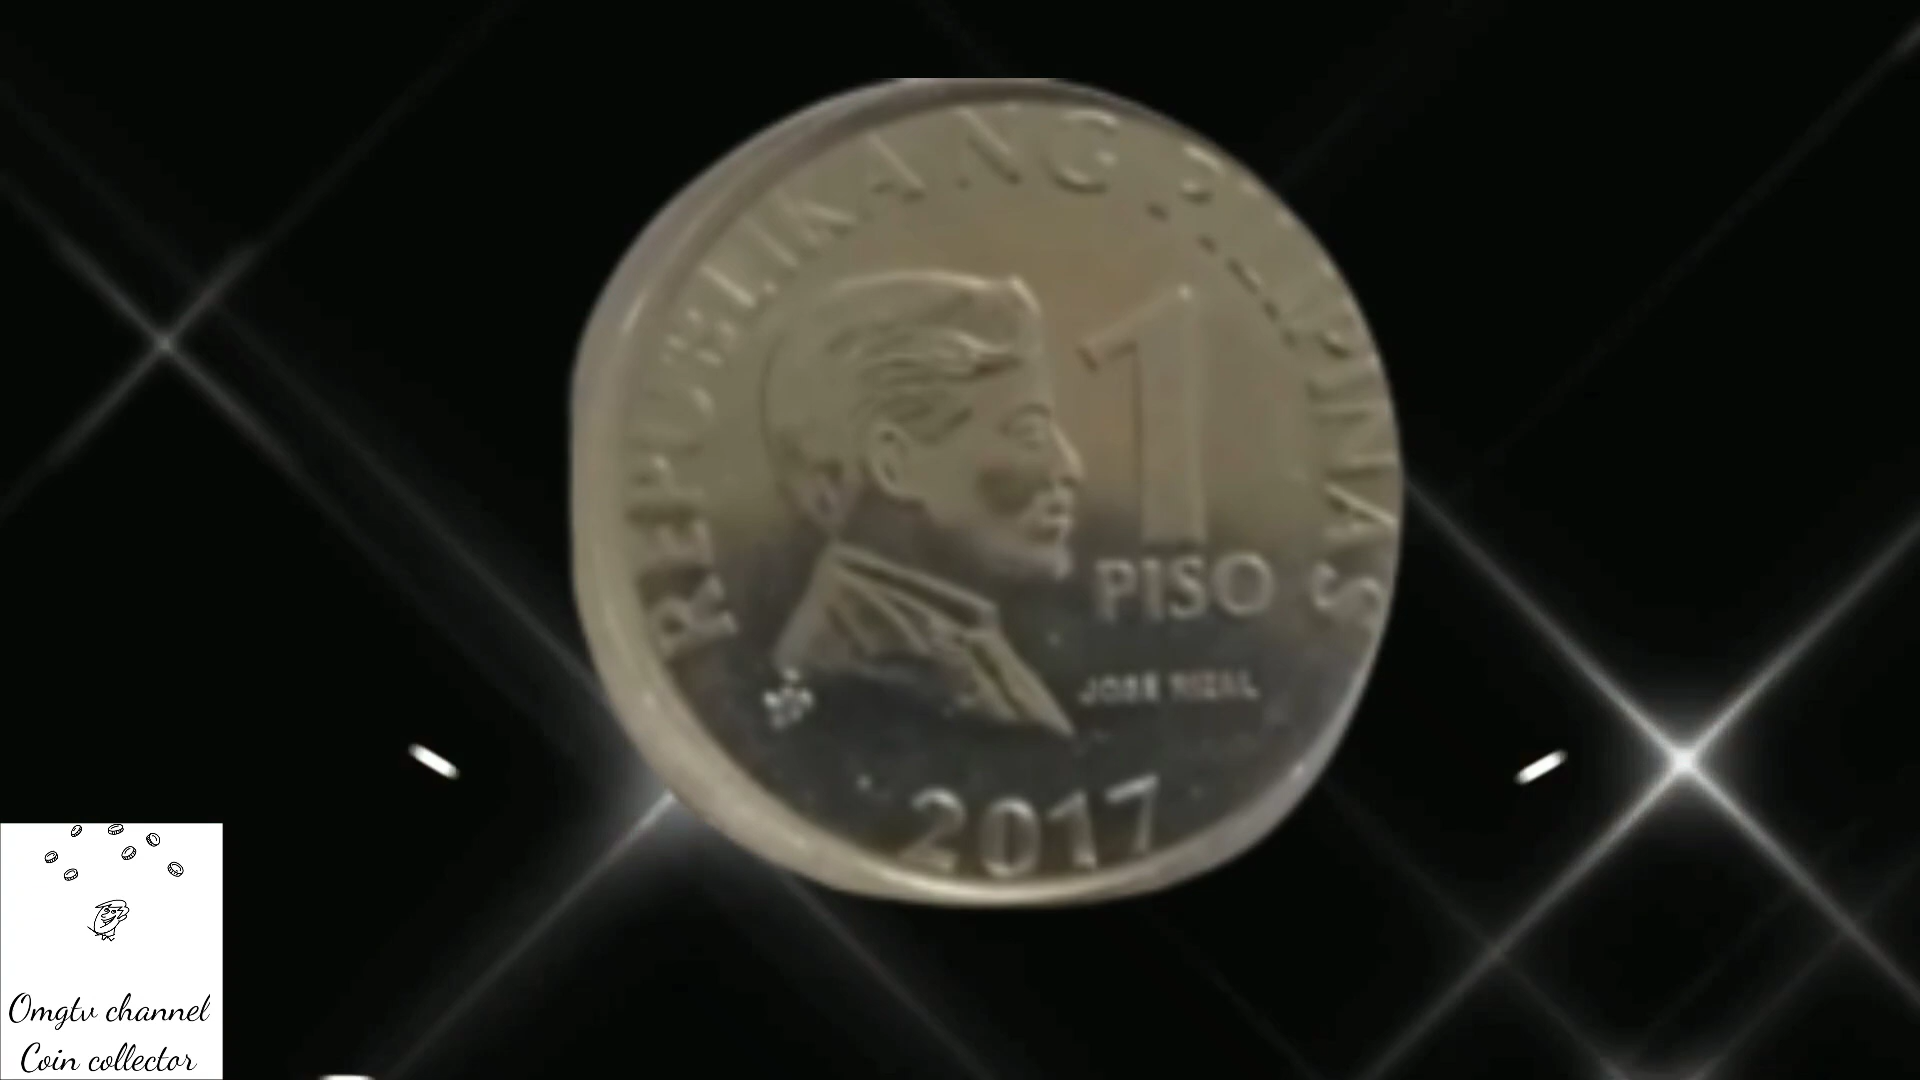 REPUBLIKANG PILIPINAS
1
PISO
JOSE RIZAL
2017
Omgtv channel
Coin collector